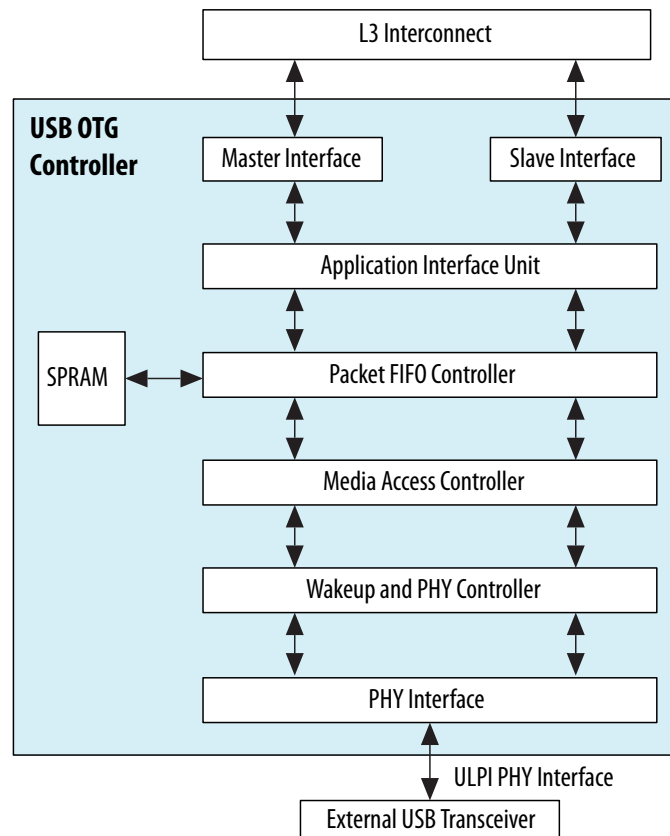 L3 Interconnect
USB OTG
Controller
Master Interface
Slave Interface
Application Interface Unit
SPRAM
Packet FIFO Controller
Media Access Controller
Wakeup and PHY Controller
PHY Interface
ULPI PHY Interface
External USB Transceiver